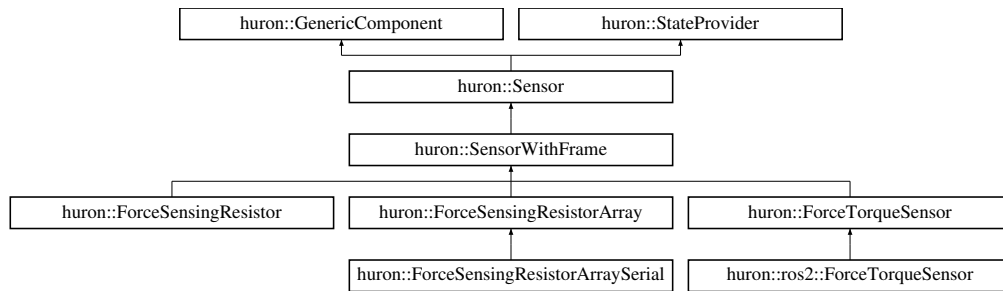 huron::GenericComponent
huron::StateProvider
huron::Sensor
huron::SensorWithFrame
huron::ForceSensingResistor
huron::ForceSensingResistorArray
huron::ForceTorqueSensor
huron::ForceSensingResistorArraySerial
huron::ros2::ForceTorqueSensor